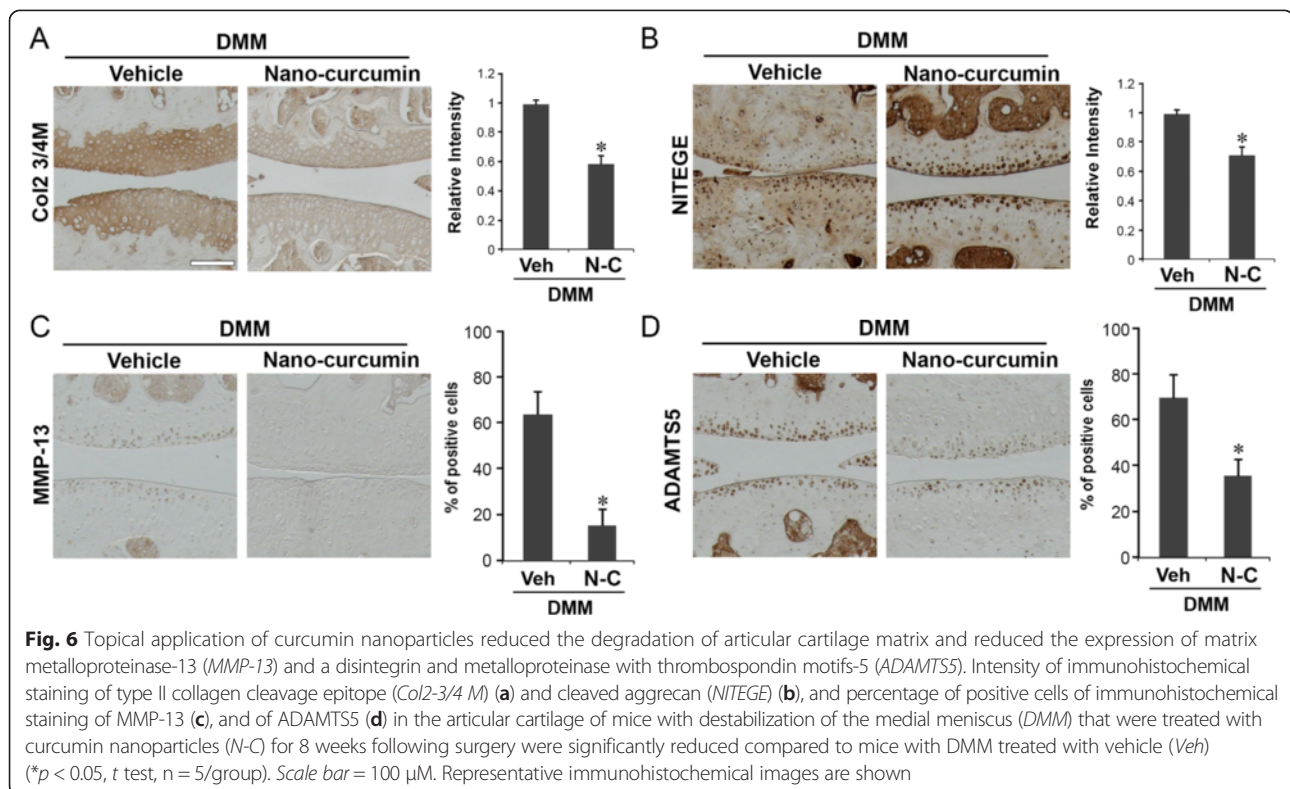 A
DMM
Vehicle
Nano-curcumin
Col2 3/4M
Relative Intensity
1.2
1
0.8
0.6
0.4
0.2
0
*
Veh
N-C
DMM
B
DMM
Vehicle
Nano-curcumin
NITEGE
Relative Intensity
1.2
1
0.8
0.6
0.4
0.2
0
*
Veh
N-C
DMM
C
DMM
Vehicle
Nano-curcumin
MMP-13
% of positive cells
100
80
60
40
20
0
*
Veh
N-C
DMM
D
DMM
Vehicle
Nano-curcumin
ADAMTS5
% of positive cells
100
80
60
40
20
0
*
Veh
N-C
DMM
Fig. 6 Topical application of curcumin nanoparticles reduced the degradation of articular cartilage matrix and reduced the expression of matrix
metalloproteinase-13 (MMP-13) and a disintegrin and metalloproteinase with thrombospondin motifs-5 (ADAMTS5). Intensity of immunohistochemical
staining of type II collagen cleavage epitope (Col2-3/4 M) (a) and cleaved aggrecan (NITEGE) (b), and percentage of positive cells of immunohistochemical
staining of MMP-13 (c), and of ADAMTS5 (d) in the articular cartilage of mice with destabilization of the medial meniscus (DMM) that were treated with
curcumin nanoparticles (N-C) for 8 weeks following surgery were significantly reduced compared to mice with DMM treated with vehicle (Veh)
(*p < 0.05, t test, n = 5/group). Scale bar = 100 μM. Representative immunohistochemical images are shown